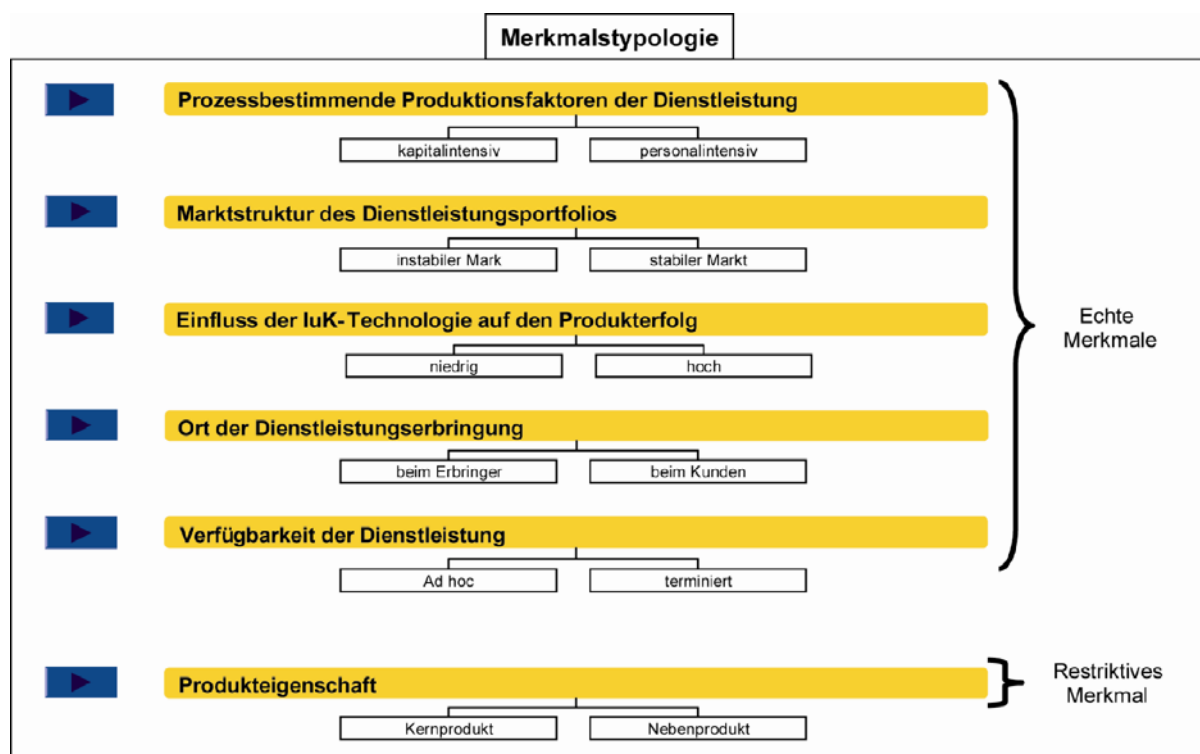 Merkmalstypologie
Prozessbestimmende Produktionsfaktoren der Dienstleistung
kapitalintensiv
personalintensiv
Marktstruktur des Dienstleistungsportfolios
instabiler Mark
stabiler Markt
Einfluss der IuK-Technologie auf den Produkterfolg
niedrig
hoch
Echte
Merkmale
Ort der Dienstleistungserbringung
beim Erbringer
beim Kunden
Verfügbarkeit der Dienstleistung
Ad hoc
terminiert
Produkteigenschaft
Kernprodukt
Nebenprodukt
Restriktives
Merkmal